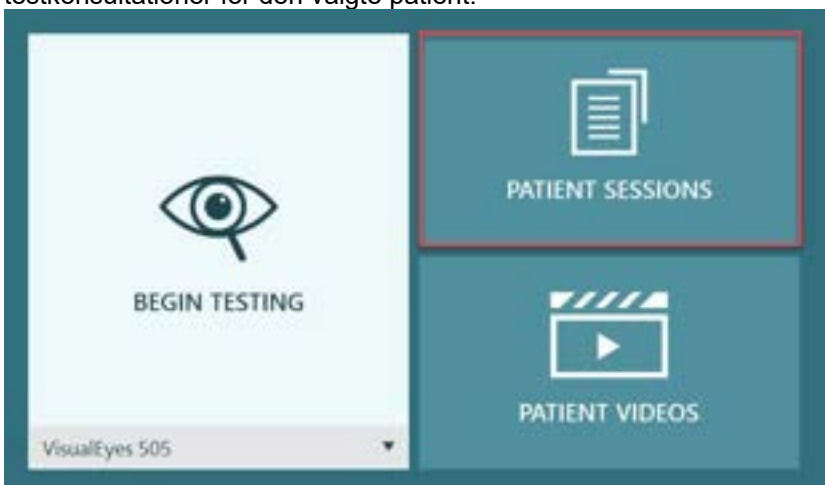 testkonsultationer for den valgte patient.
BEGIN TESTING
VisualEyes 505
PATIENT SESSIONS
PATIENT VIDEOS